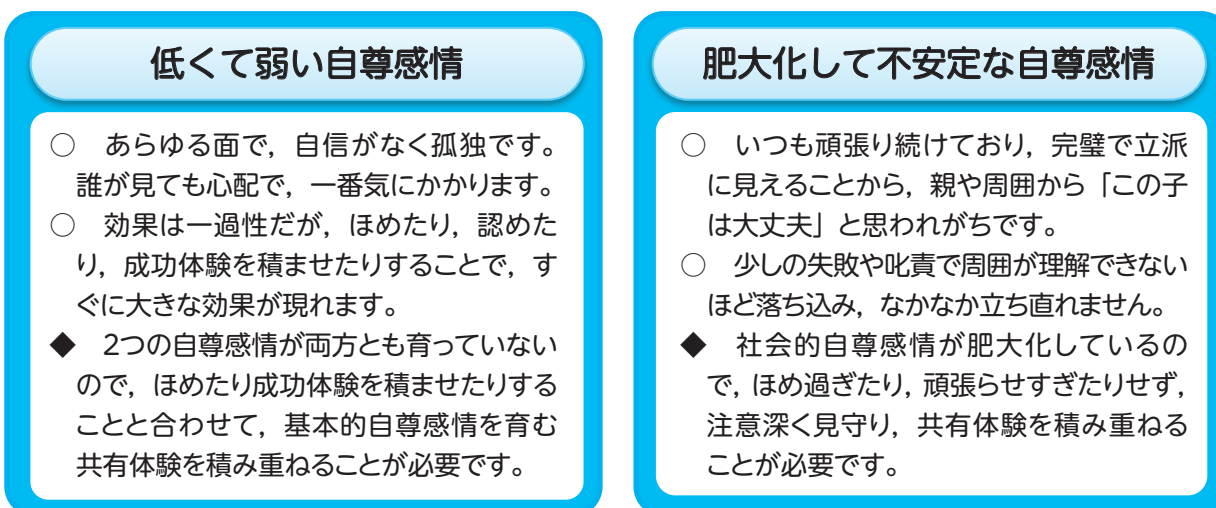 低くて弱い自尊感情
○　あらゆる面で，自信がなく孤独です。
誰が見ても心配で，一番気にかかります。
○　効果は一過性だが，ほめたり，認めた
り，成功体験を積ませたりすることで，す
ぐに大きな効果が現れます。
◆　2つの自尊感情が両方とも育っていない
ので，ほめたり成功体験を積ませたりする
ことと合わせて，基本的自尊感情を育む
共有体験を積み重ねることが必要です。
肥大化して不安定な自尊感情
○　いつも頑張り続けており，完璧で立派
に見えることから，親や周囲から「この子
は大丈夫」と思われがちです。
○　少しの失敗や叱責で周囲が理解できない
ほど落ち込み，なかなか立ち直れません。
◆　社会的自尊感情が肥大化しているの
で，ほめ過ぎたり，頑張らせすぎたりせず，
注意深く見守り，共有体験を積み重ねる
ことが必要です。